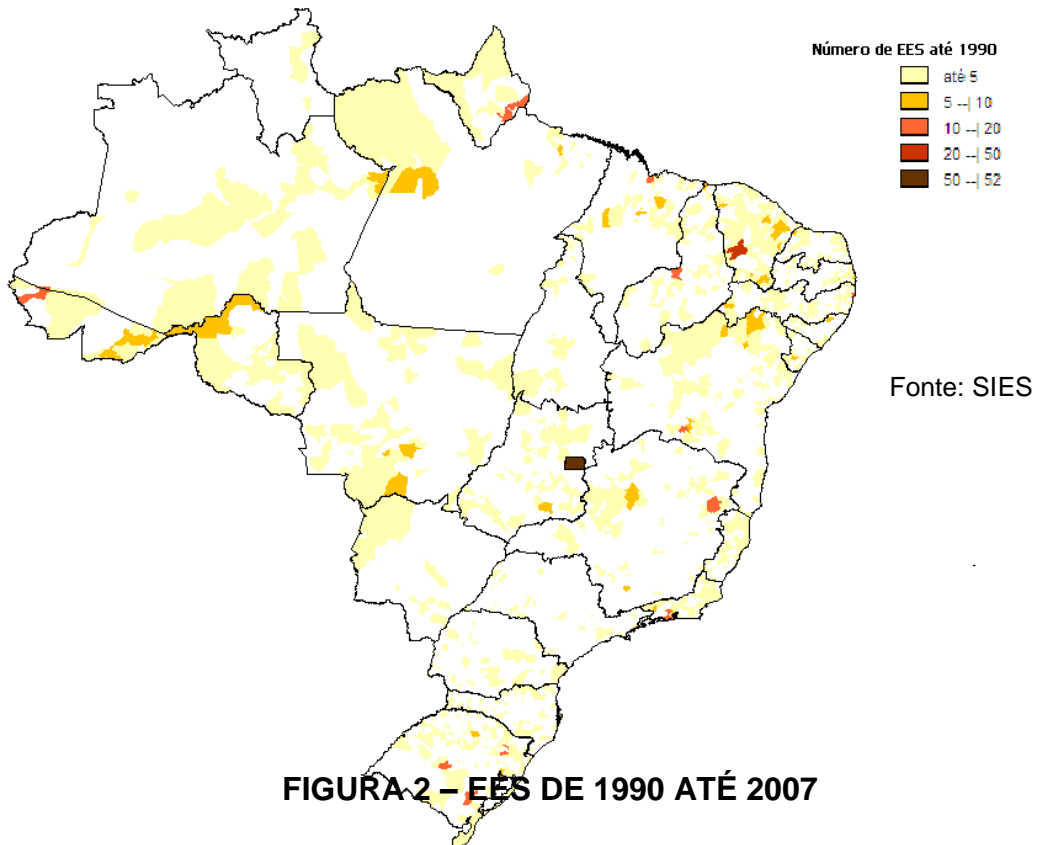 Número de EES até 1990
até 5
5 --| 10
10 --| 20
20 --| 50
50 --| 52
Fonte: SIES
FIGURA 2 – EES DE 1990 ATÉ 2007